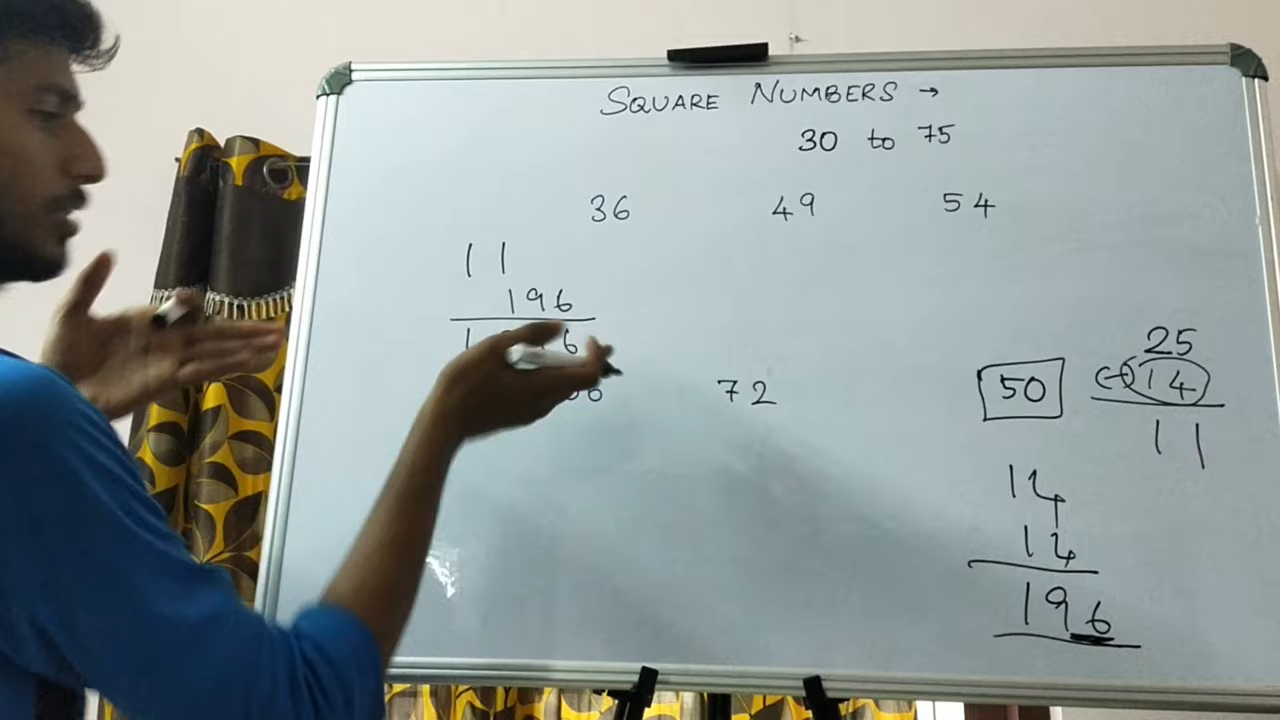 SQUARE NUMBERS →
30 to 75
36 49 54
11
196
72
25
50 (-) 14
11
14
14
196